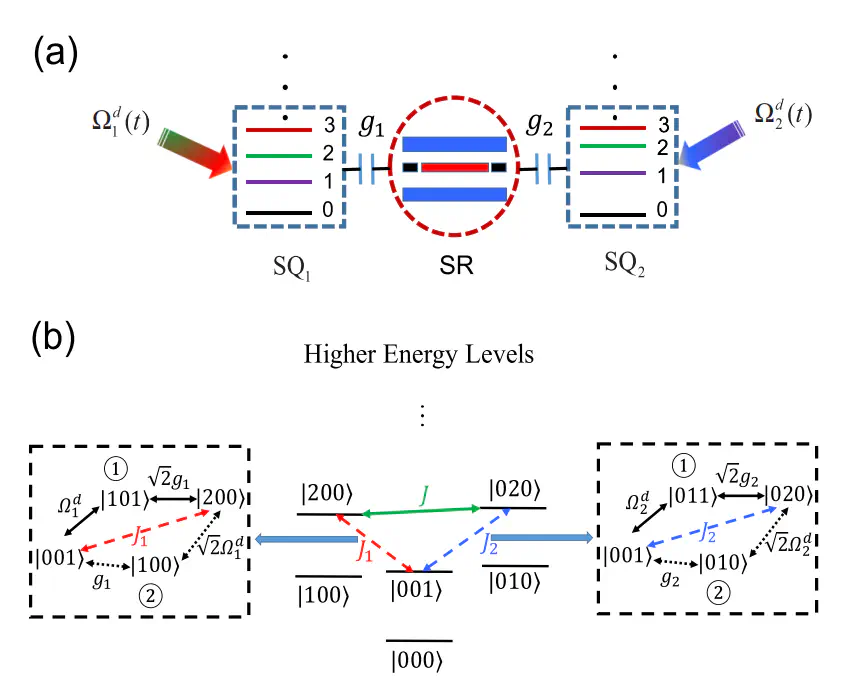 (a)
Ω₁ᵈ(t)
3
2
1
0
g₁
g₂
3
2
1
0
Ω₂ᵈ(t)
SQ₁
SR
SQ₂
(b)
Higher Energy Levels
①
Ω₁ᵈ
|101⟩
√2g₁
|200⟩
J₁
|001⟩
g₁
|100⟩
√2Ω₁ᵈ
②
|200⟩
J
|020⟩
J₁
J₂
|100⟩
|001⟩
|010⟩
|000⟩
①
Ω₂ᵈ
|011⟩
√2g₂
|020⟩
J₂
|001⟩
g₂
|010⟩
√2Ω₂ᵈ
②